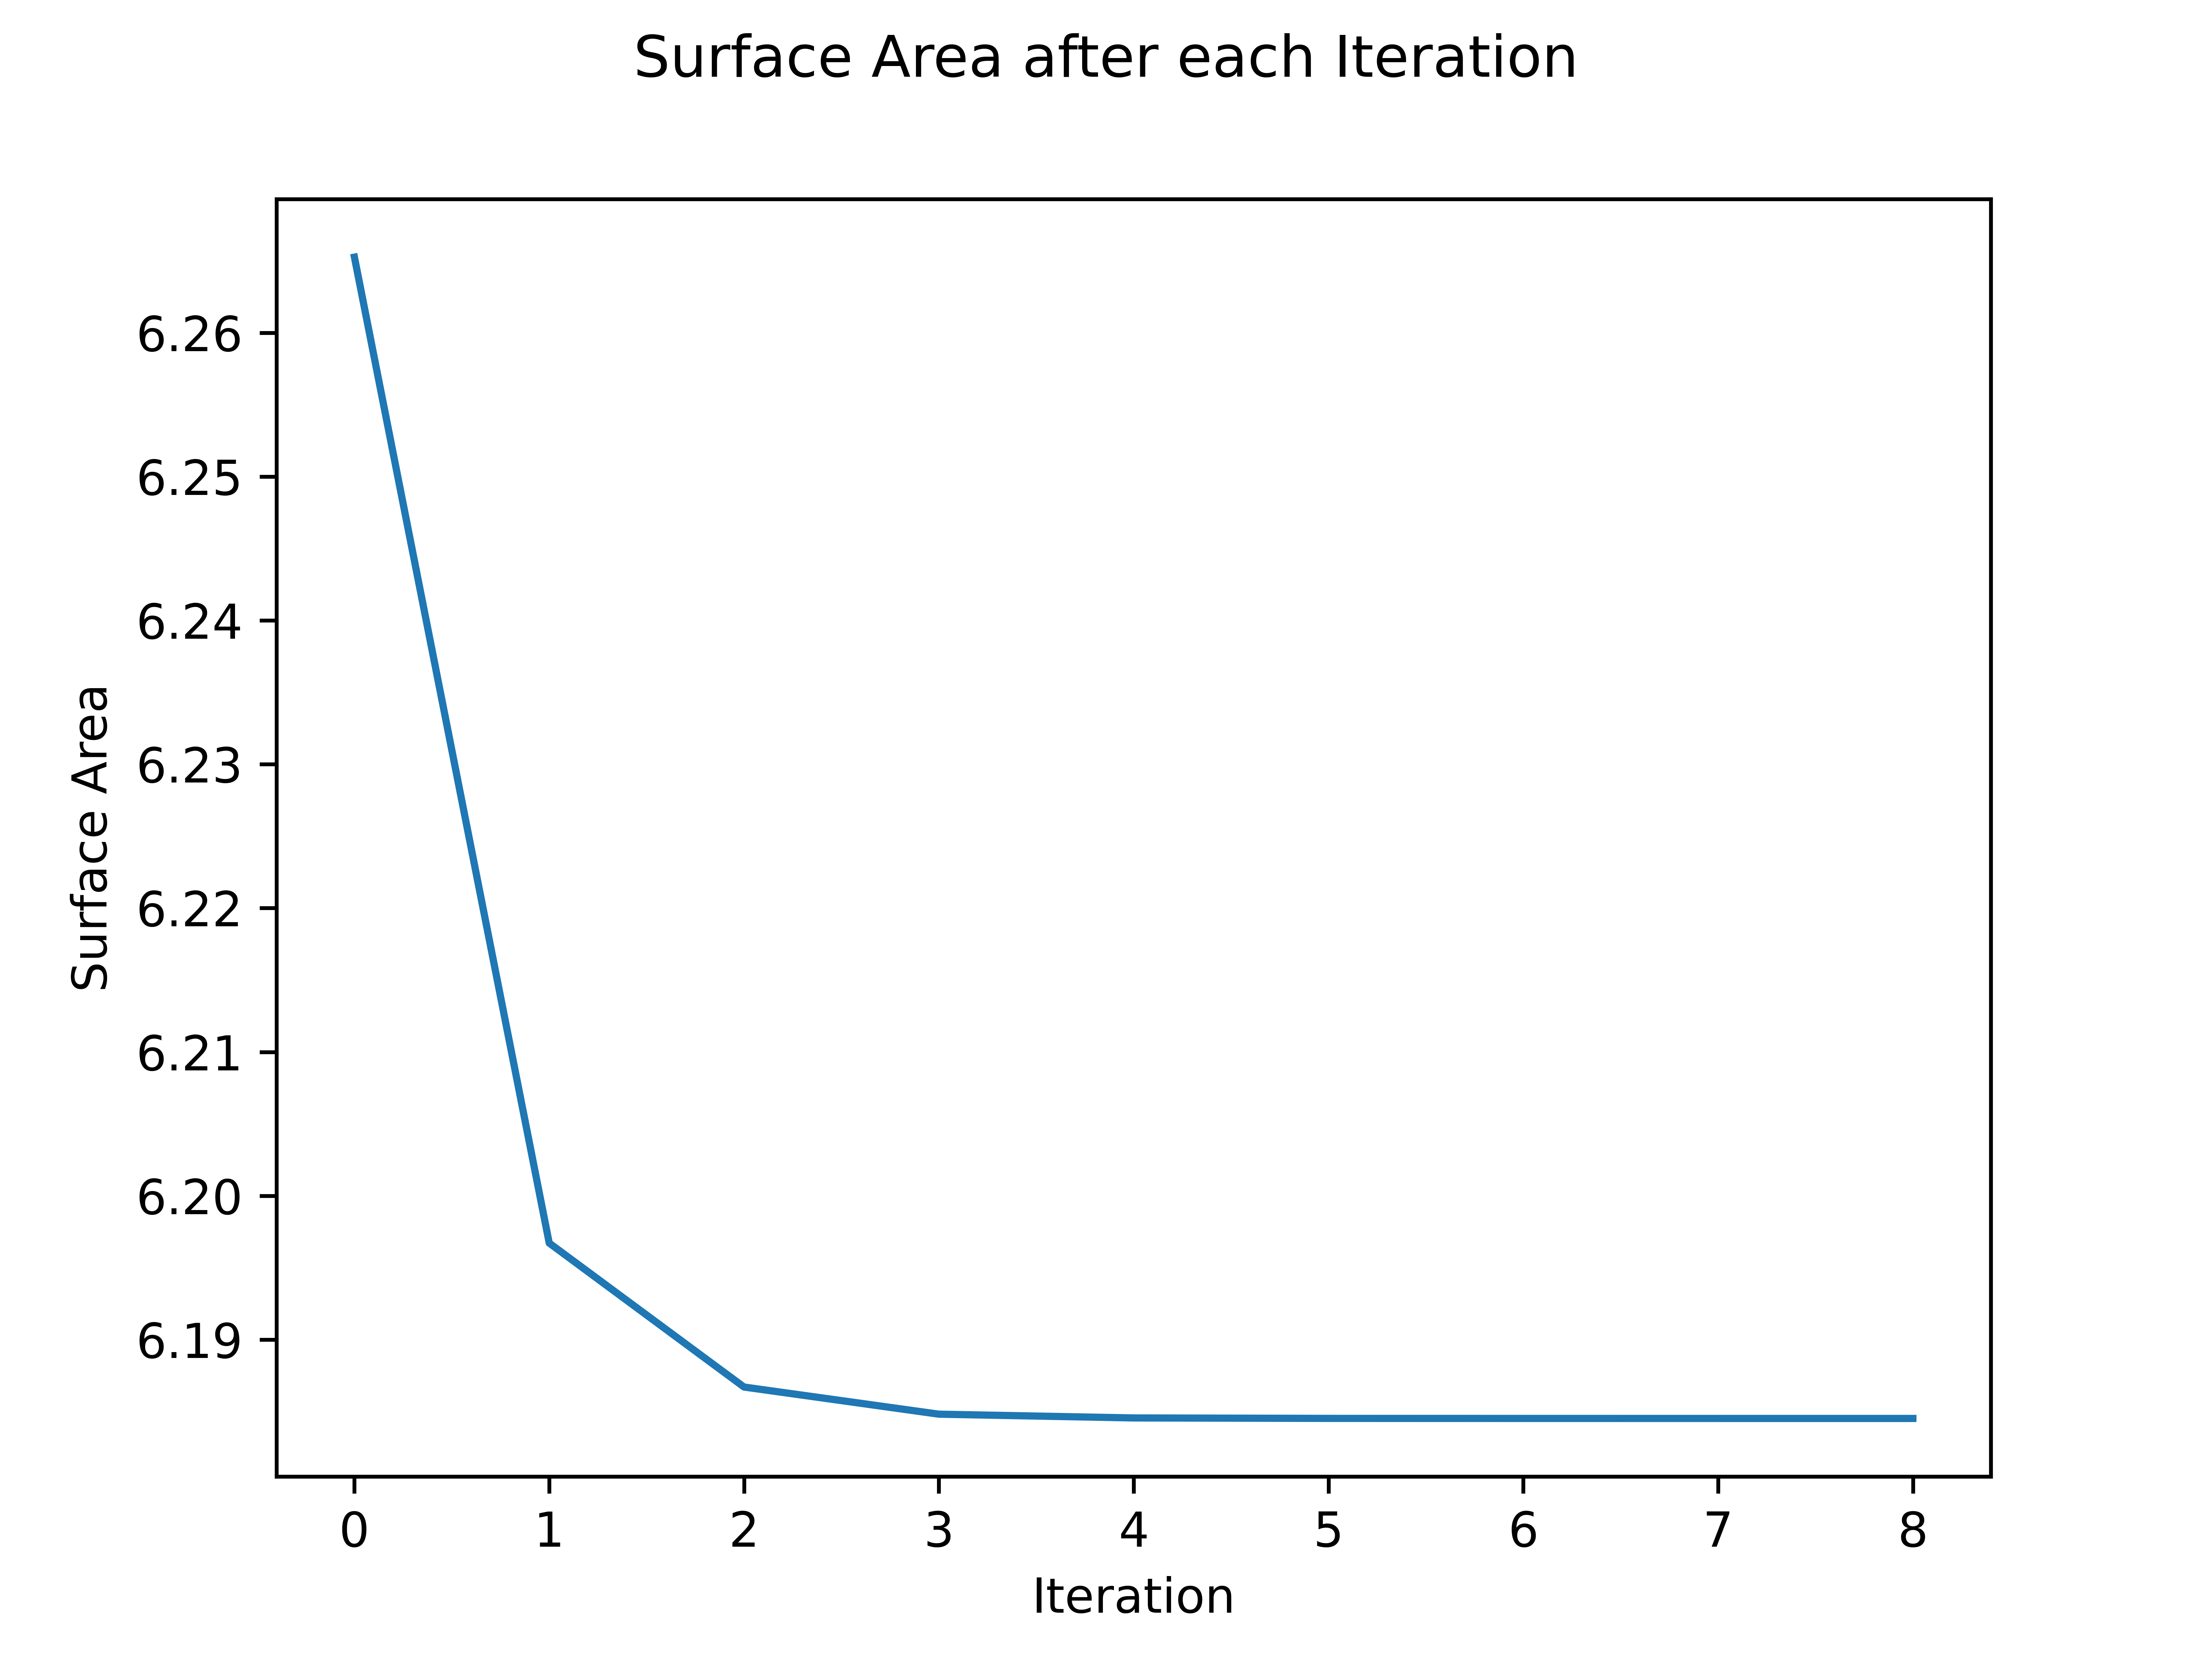 Surface Area after each Iteration
6.26
6.25
6.24
6.23
6.22
6.21
6.20
6.19
Surface Area
0 1 2 3 4 5 6 7 8
Iteration